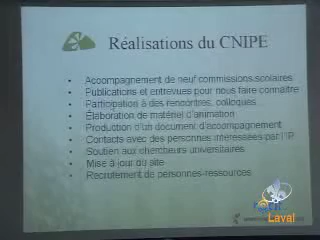 Réalisations du CNIPE
• Accompagnement de neuf commissions scolaires
• Publications et entrevues pour nous faire connaître
• Participation à des rencontres, colloques
• Élaboration de matériel d'animation
• Production d'un document d'accompagnement
• Contacts avec des personnes intéressées par l'IP
• Soutien aux chercheurs universitaires
• Mise à jour du site
• Recrutement de personnes-ressources
Laval